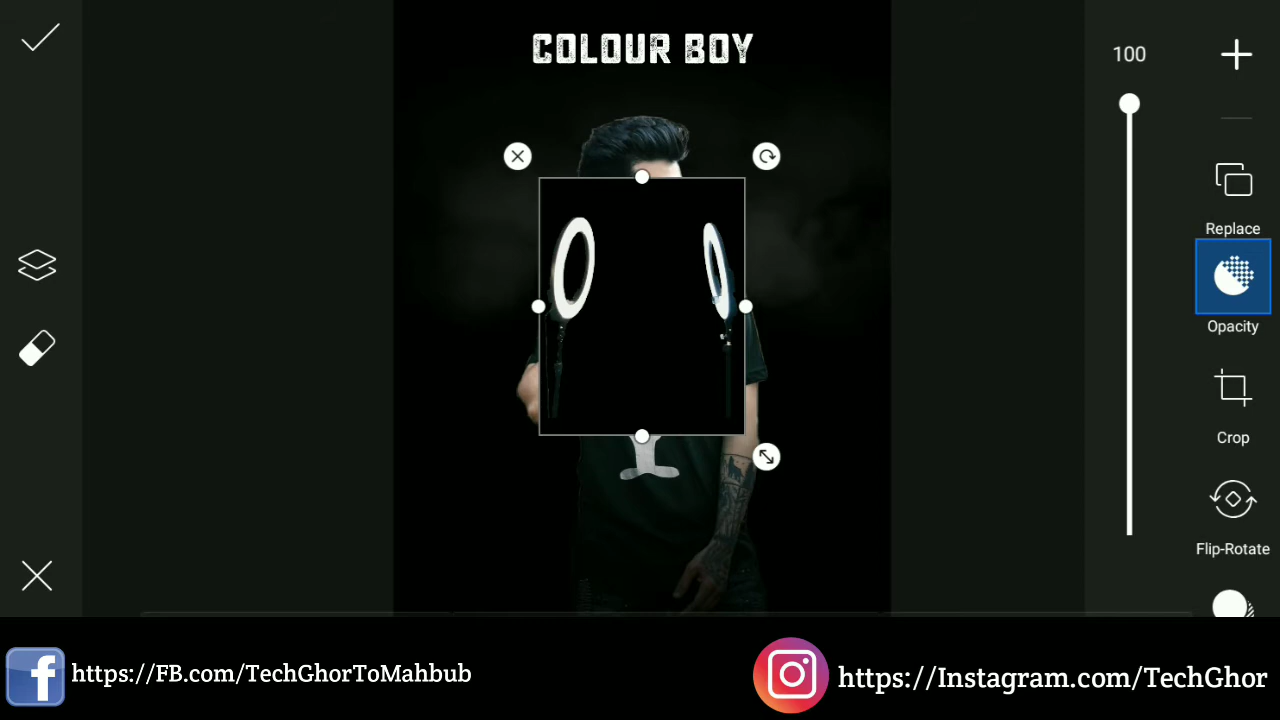 COLOUR BOY
100
Replace
Opacity
Crop
Flip-Rotate
https://FB.com/TechGhorToMahbub
https://Instagram.com/TechGhor